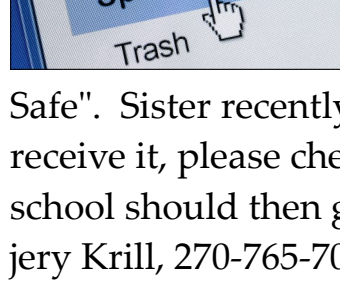 Trash
Safe". Sister recently
receive it, please che
school should then g
jery Krill, 270-765-70